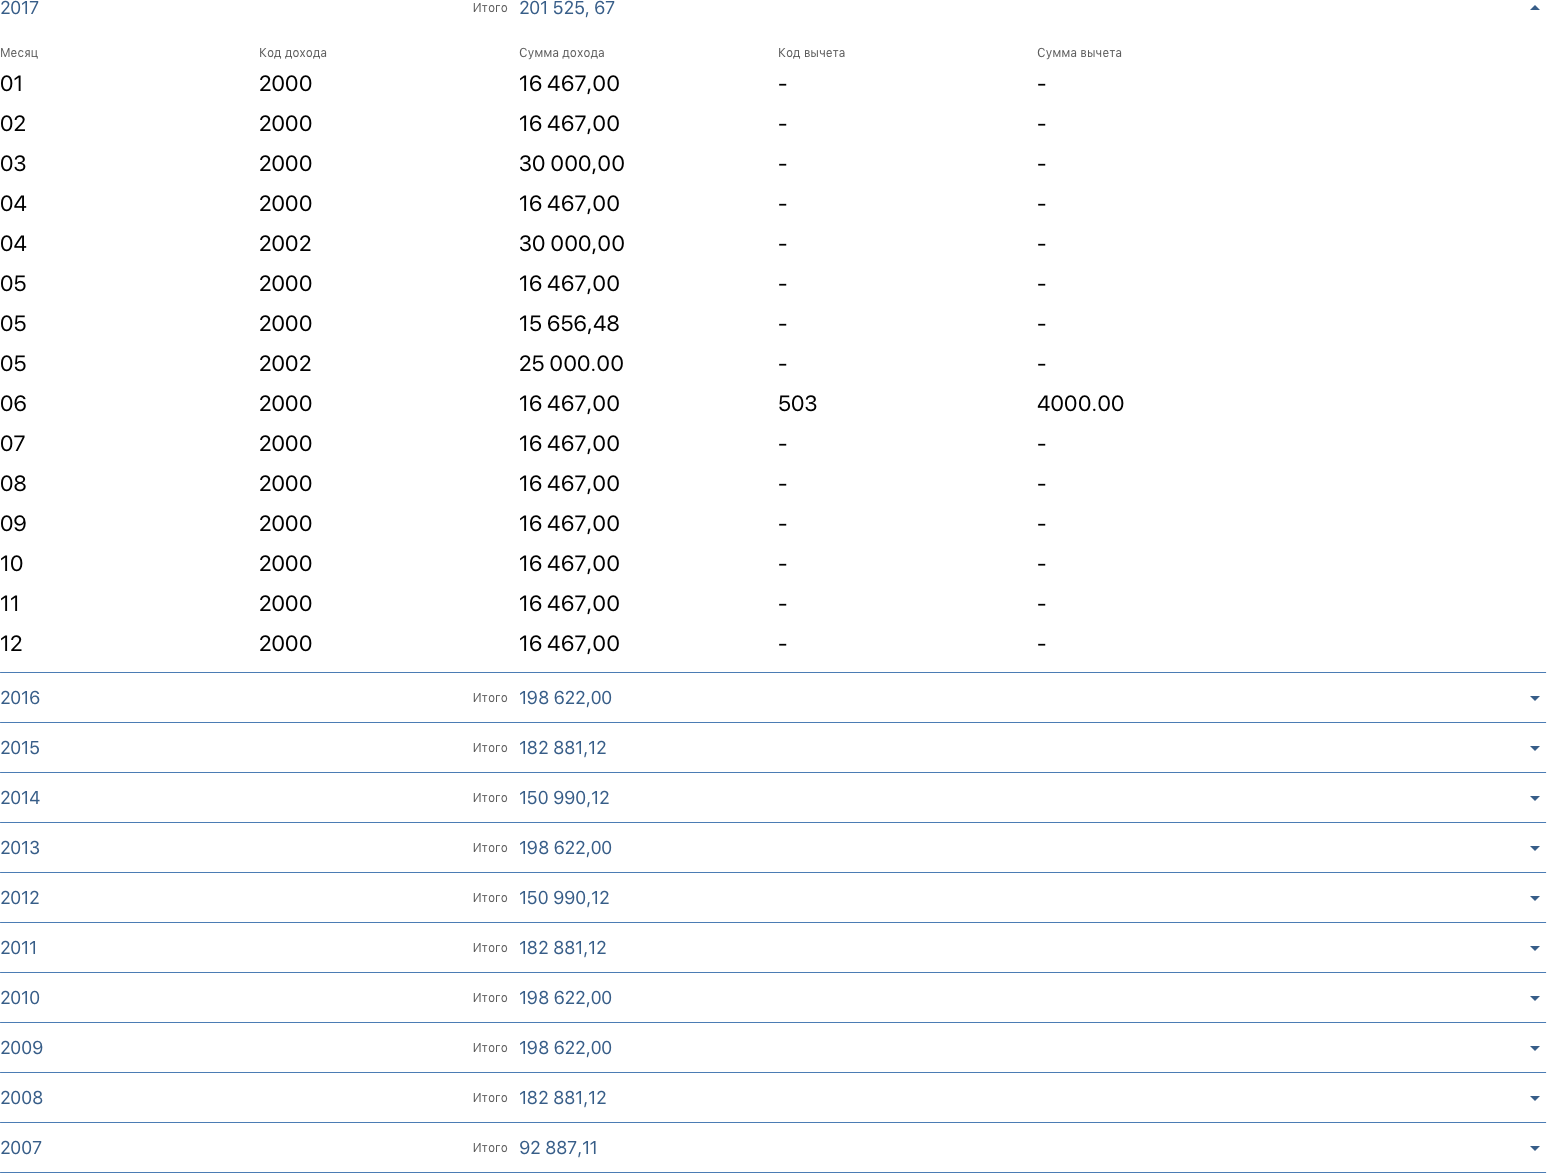 2017 Итого 201 525, 67
Месяц Код дохода Сумма дохода Код вычета Сумма вычета
01 2000 16 467,00 - -
02 2000 16 467,00 - -
03 2000 30 000,00 - -
04 2000 16 467,00 - -
04 2002 30 000,00 - -
05 2000 16 467,00 - -
05 2000 15 656,48 - -
05 2002 25 000.00 - -
06 2000 16 467,00 503 4000.00
07 2000 16 467,00 - -
08 2000 16 467,00 - -
09 2000 16 467,00 - -
10 2000 16 467,00 - -
11 2000 16 467,00 - -
12 2000 16 467,00 - -
2016 Итого 198 622,00
2015 Итого 182 881,12
2014 Итого 150 990,12
2013 Итого 198 622,00
2012 Итого 150 990,12
2011 Итого 182 881,12
2010 Итого 198 622,00
2009 Итого 198 622,00
2008 Итого 182 881,12
2007 Итого 92 887,11